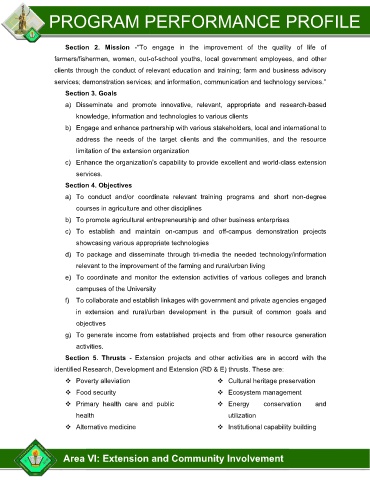 PROGRAM PERFORMANCE PROFILE
Section 2. Mission -"To engage in the improvement of the quality of life of
farmers/fishermen, women, out-of-school youths, local government employees, and other
clients through the conduct of relevant education and training; farm and business advisory
services; demonstration services; and information, communication and technology services."
Section 3. Goals
a) Disseminate and promote innovative, relevant, appropriate and research-based
knowledge, information and technologies to various clients
b) Engage and enhance partnership with various stakeholders, local and international to
address the needs of the target clients and the communities, and the resource
limitation of the extension organization
c) Enhance the organization's capability to provide excellent and world-class extension
services.
Section 4. Objectives
a) To conduct and/or coordinate relevant training programs and short non-degree
courses in agriculture and other disciplines
b) To promote agricultural entrepreneurship and other business enterprises
c) To establish and maintain on-campus and off-campus demonstration projects
showcasing various appropriate technologies
d) To package and disseminate through tri-media the needed technology/information
relevant to the improvement of the farming and rural/urban living
e) To coordinate and monitor the extension activities of various colleges and branch
campuses of the University
f) To collaborate and establish linkages with government and private agencies engaged
in extension and rural/urban development in the pursuit of common goals and
objectives
g) To generate income from established projects and from other resource generation
activities.
Section 5. Thrusts - Extension projects and other activities are in accord with the
identified Research, Development and Extension (RD & E) thrusts. These are:
❖ Poverty alleviation
❖ Food security
❖ Primary health care and public
health
❖ Alternative medicine
❖ Cultural heritage preservation
❖ Ecosystem management
❖ Energy conservation and
utilization
❖ Institutional capability building
Area VI: Extension and Community Involvement